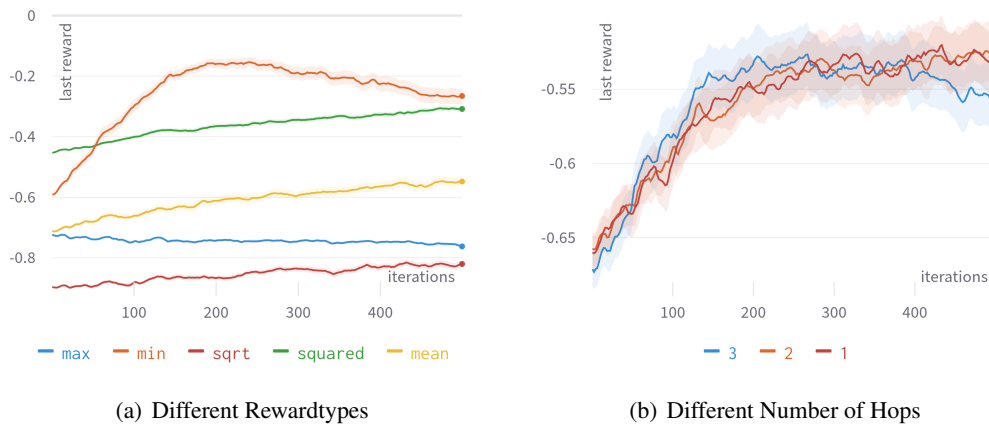 0
last reward
-0.2
-0.4
-0.6
-0.8
iterations
100 200 300 400
max min sqrt squared mean
(a) Different Rewardtypes
last reward
-0.55
-0.6
-0.65
iterations
100 200 300 400
3 2 1
(b) Different Number of Hops